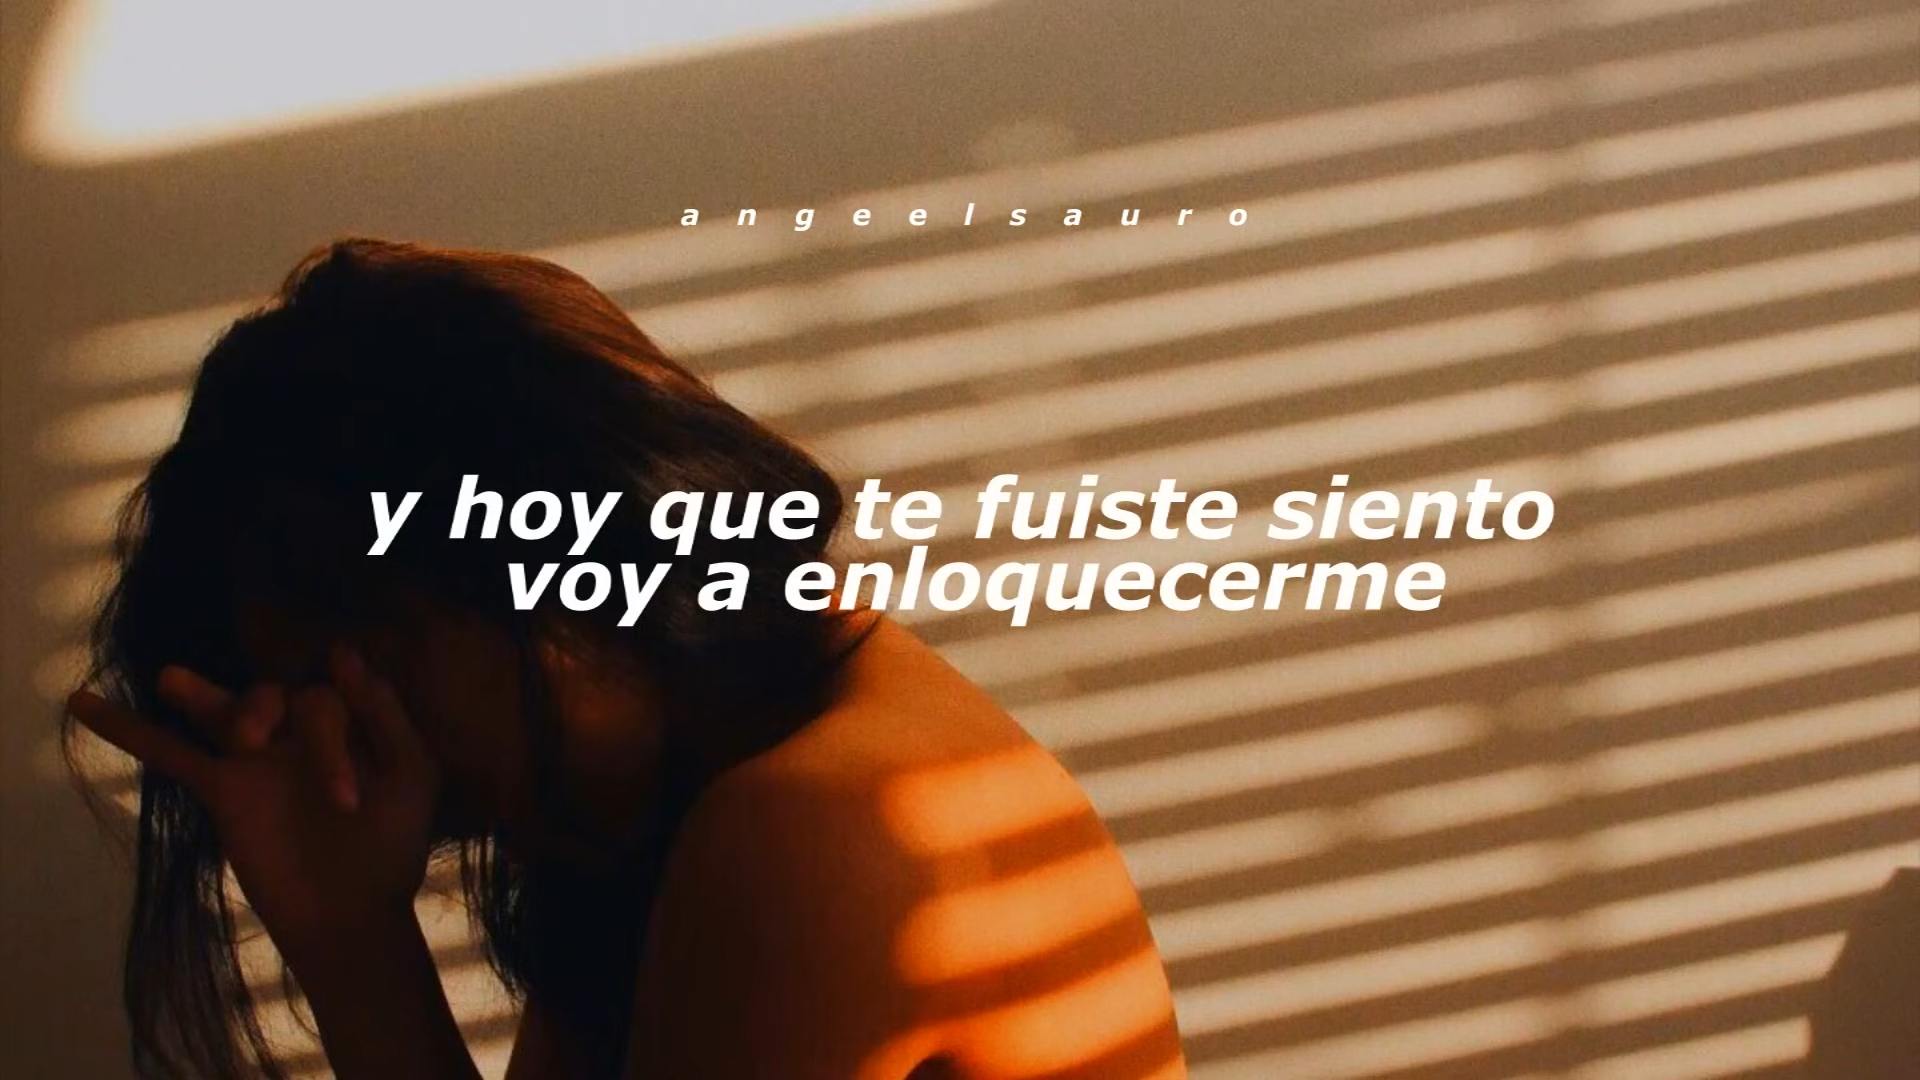 a n g e e l s a u r o
y hoy que te fuiste siento
voy a enloquecerme